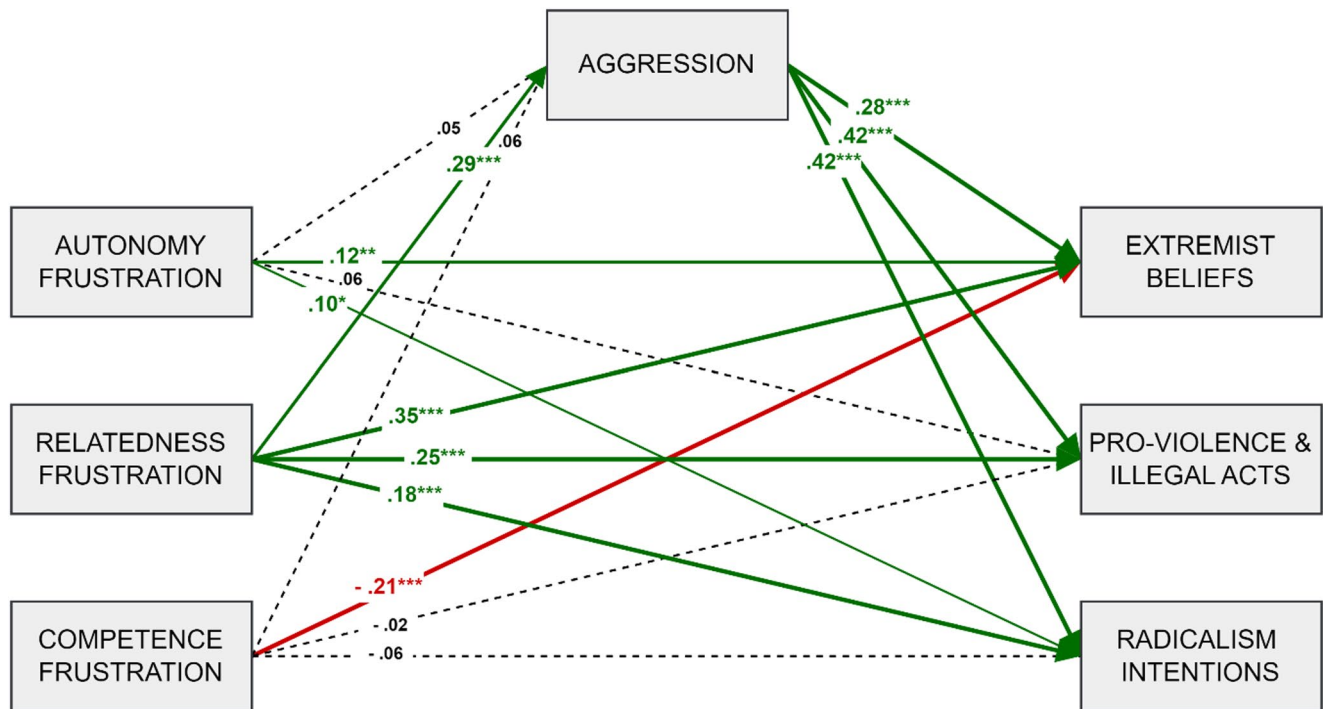 AGGRESSION
.28***
.42***
.42***
.05
.06
.29***
AUTONOMY
FRUSTRATION
.12**
.06
.10*
EXTREMIST
BELIEFS
RELATEDNESS
FRUSTRATION
.35***
.25***
.18***
PRO-VIOLENCE &
ILLEGAL ACTS
COMPETENCE
FRUSTRATION
- .21***
- .02
- .06
RADICALISM
INTENTIONS